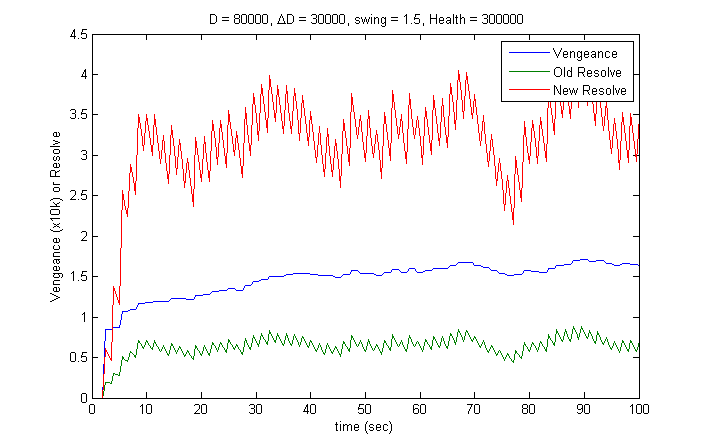 D = 80000, ΔD = 30000, swing = 1.5, Health = 300000
Vengeance (x10k) or Resolve
4.5
4
3.5
3
2.5
2
1.5
1
0.5
0
Vengeance
Old Resolve
New Resolve
0 10 20 30 40 50 60 70 80 90 100
time (sec)